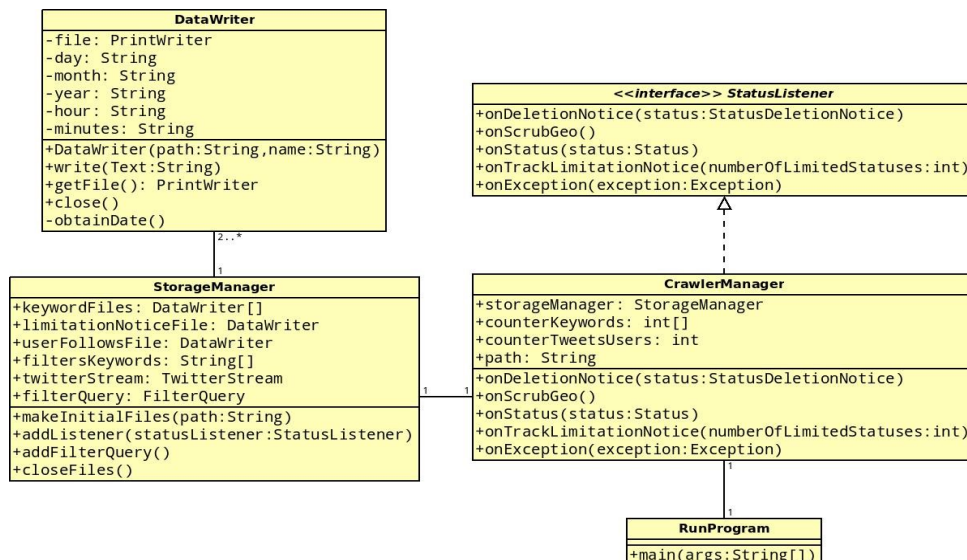 DataWriter
-file: PrintWriter
-day: String
-month: String
-year: String
-hour: String
-minutes: String
+DataWriter(path:String,name:String)
+write(Text:String)
+getFile(): PrintWriter
+close()
-obtainDate()
2..*
1
StorageManager
+keywordFiles: DataWriter[]
+limitationNoticeFile: DataWriter
+userFollowsFile: DataWriter
+filtersKeywords: String[]
+twitterStream: TwitterStream
+filterQuery: FilterQuery
+makeInitialFiles(path:String)
+addListener(statusListener:StatusListener)
+addFilterQuery()
+closeFiles()
1
1
<<interface>> StatusListener
+onDeletionNotice(status:StatusDeletionNotice)
+onScrubGeo()
+onStatus(status:Status)
+onTrackLimitationNotice(numberOfLimitedStatuses:int)
+onException(exception:Exception)
CrawlerManager
+storageManager: StorageManager
+counterKeywords: int[]
+counterTweetsUsers: int
+path: String
+onDeletionNotice(status:StatusDeletionNotice)
+onScrubGeo()
+onStatus(status:Status)
+onTrackLimitationNotice(numberOfLimitedStatuses:int)
+onException(exception:Exception)
1
1
RunProgram
+main(args:String[])